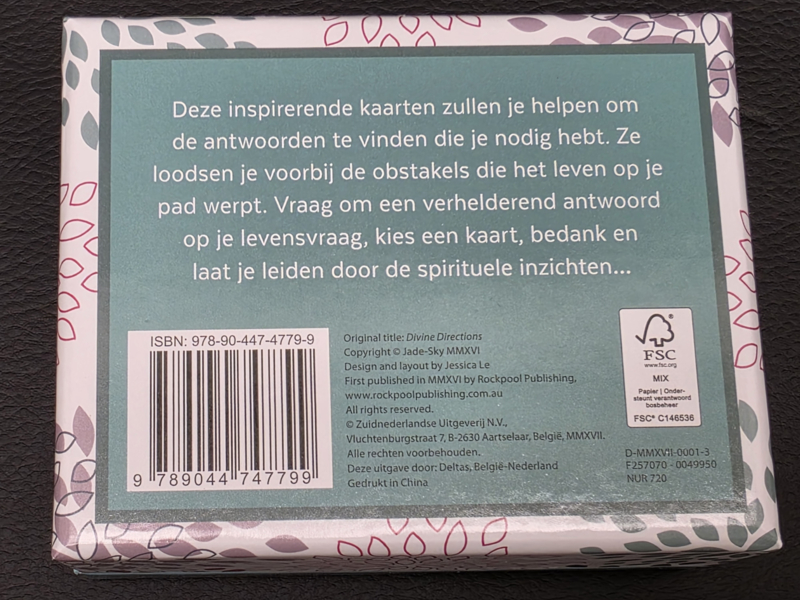 Deze inspirerende kaarten zullen je helpen om
de antwoorden te vinden die je nodig hebt. Ze
loodsen je voorbij de obstakels die het leven op je
pad werpt. Vraag om een verhelderend antwoord
op je levensvraag, kies een kaart, bedank en
laat je leiden door de spirituele inzichten...
ISBN: 978-90-447-4779-9
9 789044 747799
Original title: Divine Directions
Copyright © Jade-Sky MMXVI
Design and layout by Jessica Le
First published in MMXVI by Rockpool Publishing,
www.rockpoolpublishing.com.au
All rights reserved.
© Zuidnederlandse Uitgeverij N.V.,
Vluchtenburgstraat 7, B-2630 Aartselaar, België, MMXVII.
Alle rechten voorbehouden.
Deze uitgave door: Deltas, België-Nederland
Gedrukt in China
FSC
www.fsc.org
MIX
Papier | Onder-
steunt verantwoord
bosbeheer
FSC® C146536
D-MMXVII-0001-3
F257070 - 0049950
NUR 720